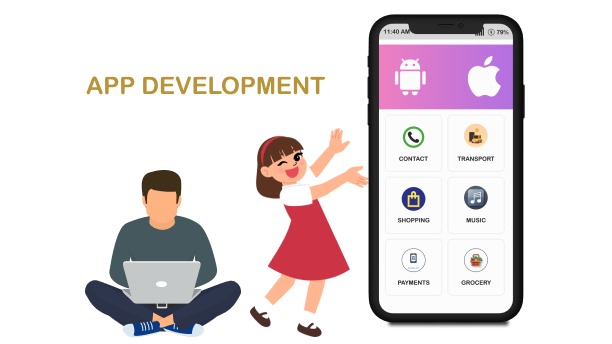 APP DEVELOPMENT
11:40 AM
79%
CONTACT
TRANSPORT
SHOPPING
MUSIC
PAYMENTS
GROCERY